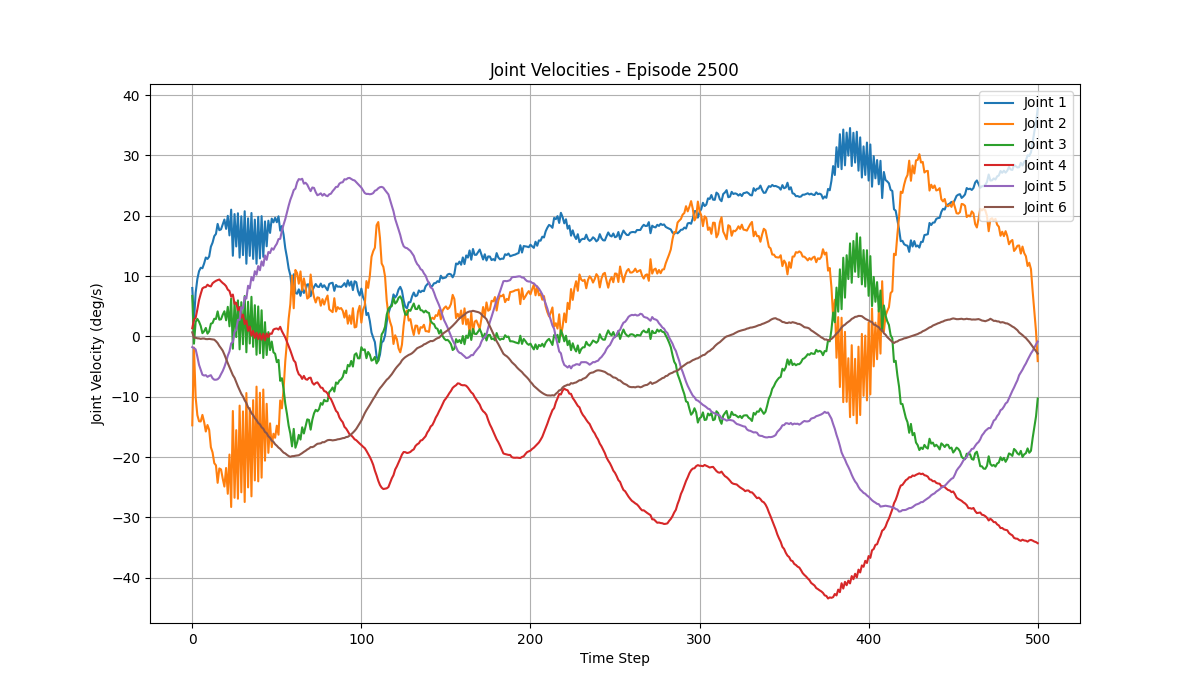 Joint Velocities - Episode 2500
Joint Velocity (deg/s)
40
30
20
10
0
−10
−20
−30
−40
0
100
200
300
400
500
Time Step
Joint 1
Joint 2
Joint 3
Joint 4
Joint 5
Joint 6